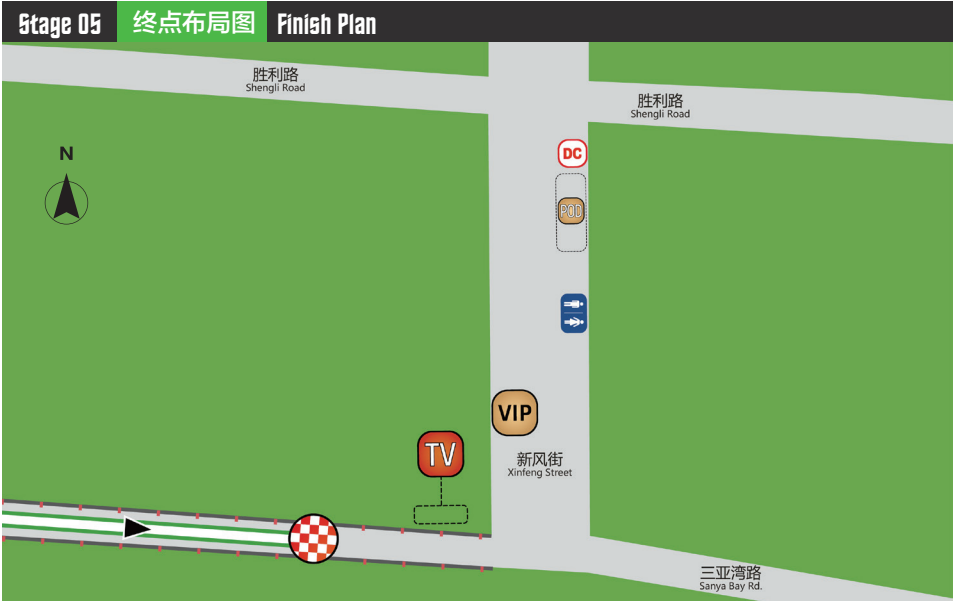 Stage 05 终点布局图 Finish Plan
胜利路
Shengli Road
胜利路
Shengli Road
N
DC
POD
VIP
TV
新风街
Xinfeng Street
三亚湾路
Sanya Bay Rd.